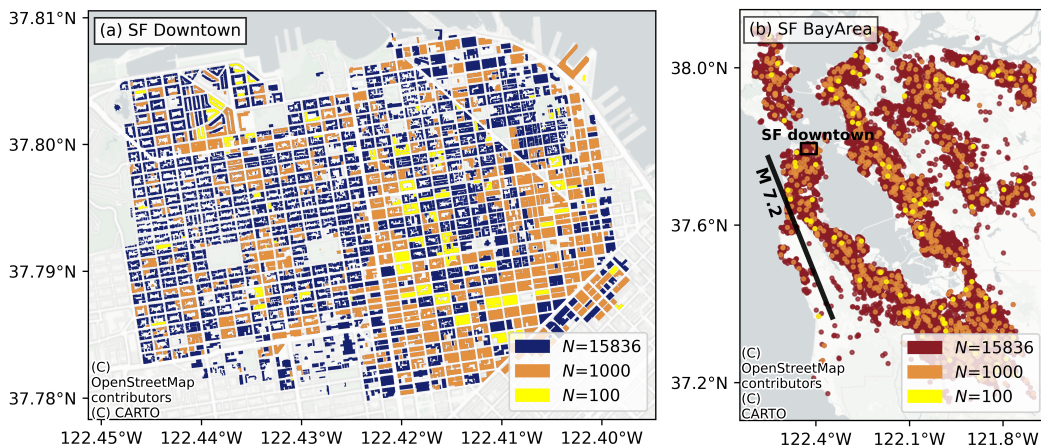 (a) SF Downtown
37.81°N
37.80°N
37.79°N
37.78°N
122.45°W
122.44°W
122.43°W
122.42°W
122.41°W
122.40°W
N=15836
N=1000
N=100
(C)
OpenStreetMap
contributors
(C) CARTO
(b) SF BayArea
38.0°N
37.6°N
37.2°N
122.4°W
122.1°W
121.8°W
SF downtown
M 7.2
N=15836
N=1000
N=100
(C)
OpenStreetMap
contributors
(C)
CARTO